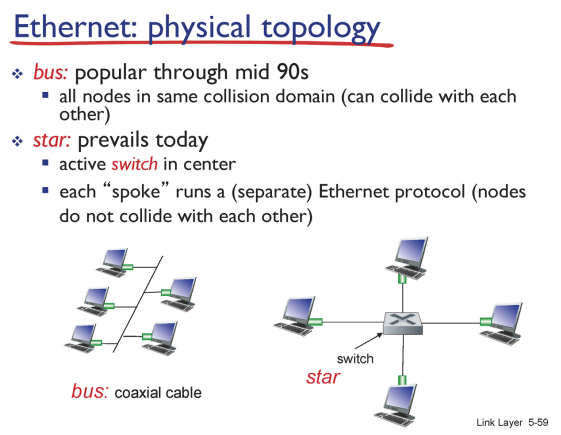 Ethernet: physical topology
❖ bus: popular through mid 90s
▪ all nodes in same collision domain (can collide with each
other)
❖ star: prevails today
▪ active switch in center
▪ each “spoke” runs a (separate) Ethernet protocol (nodes
do not collide with each other)
switch
bus: coaxial cable
star
Link Layer 5-59